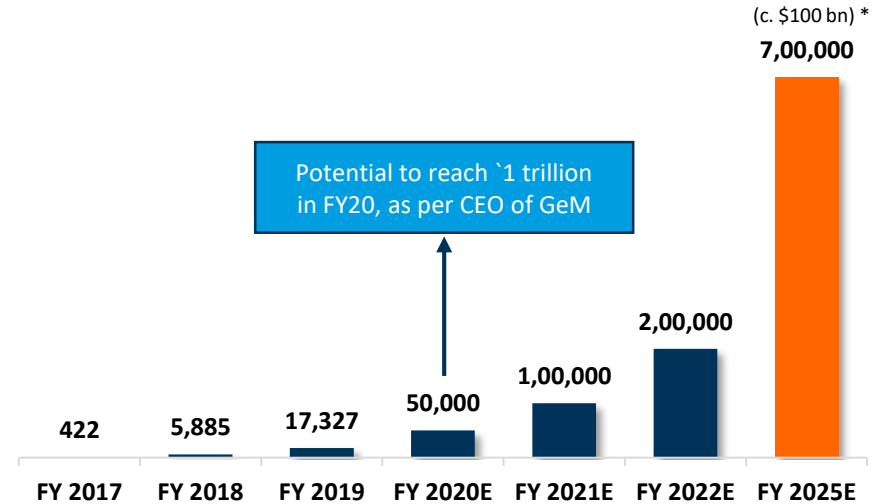 (c. $100 bn) *
7,00,000
Potential to reach `1 trillion
in FY20, as per CEO of GeM
2,00,000
1,00,000
50,000
17,327
5,885
422
FY 2017 FY 2018 FY 2019 FY 2020E FY 2021E FY 2022E FY 2025E